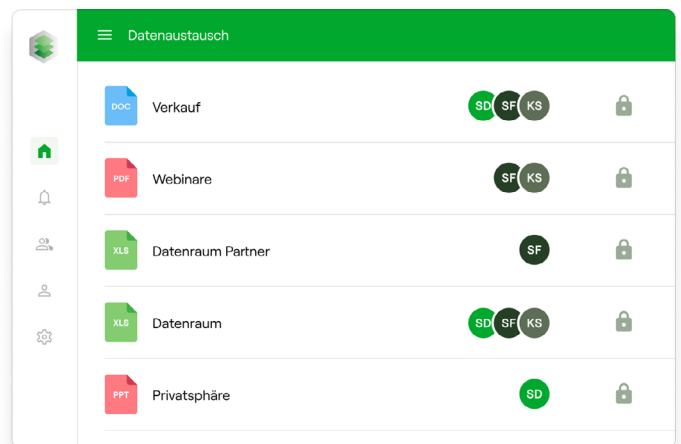 Datenaustausch
DOC Verkauf SD SF KS
PDF Webinare SF KS
XLS Datenraum Partner SF
XLS Datenraum SD SF KS
PPT Privatsphäre SD